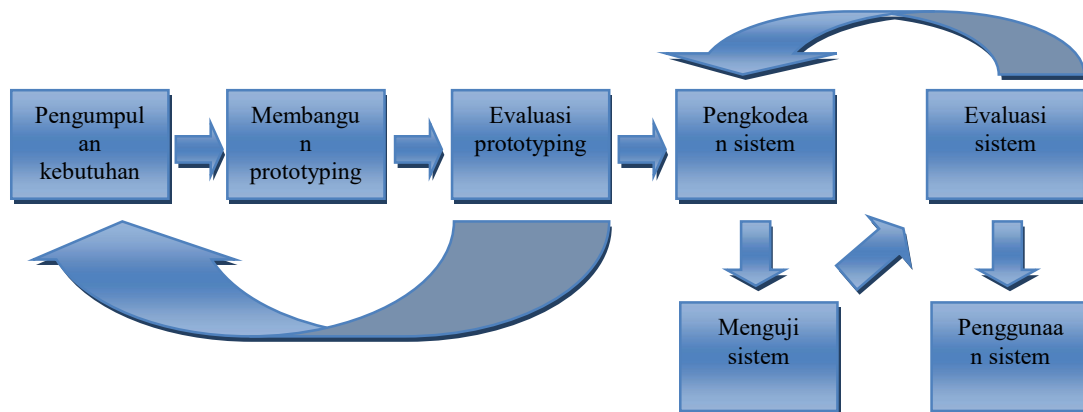 Pengumpul
an
kebutuhan
Membangu
n
prototyping
Evaluasi
prototyping
Pengkodea
n sistem
Evaluasi
sistem
Menguji
sistem
Penggunaa
n sistem